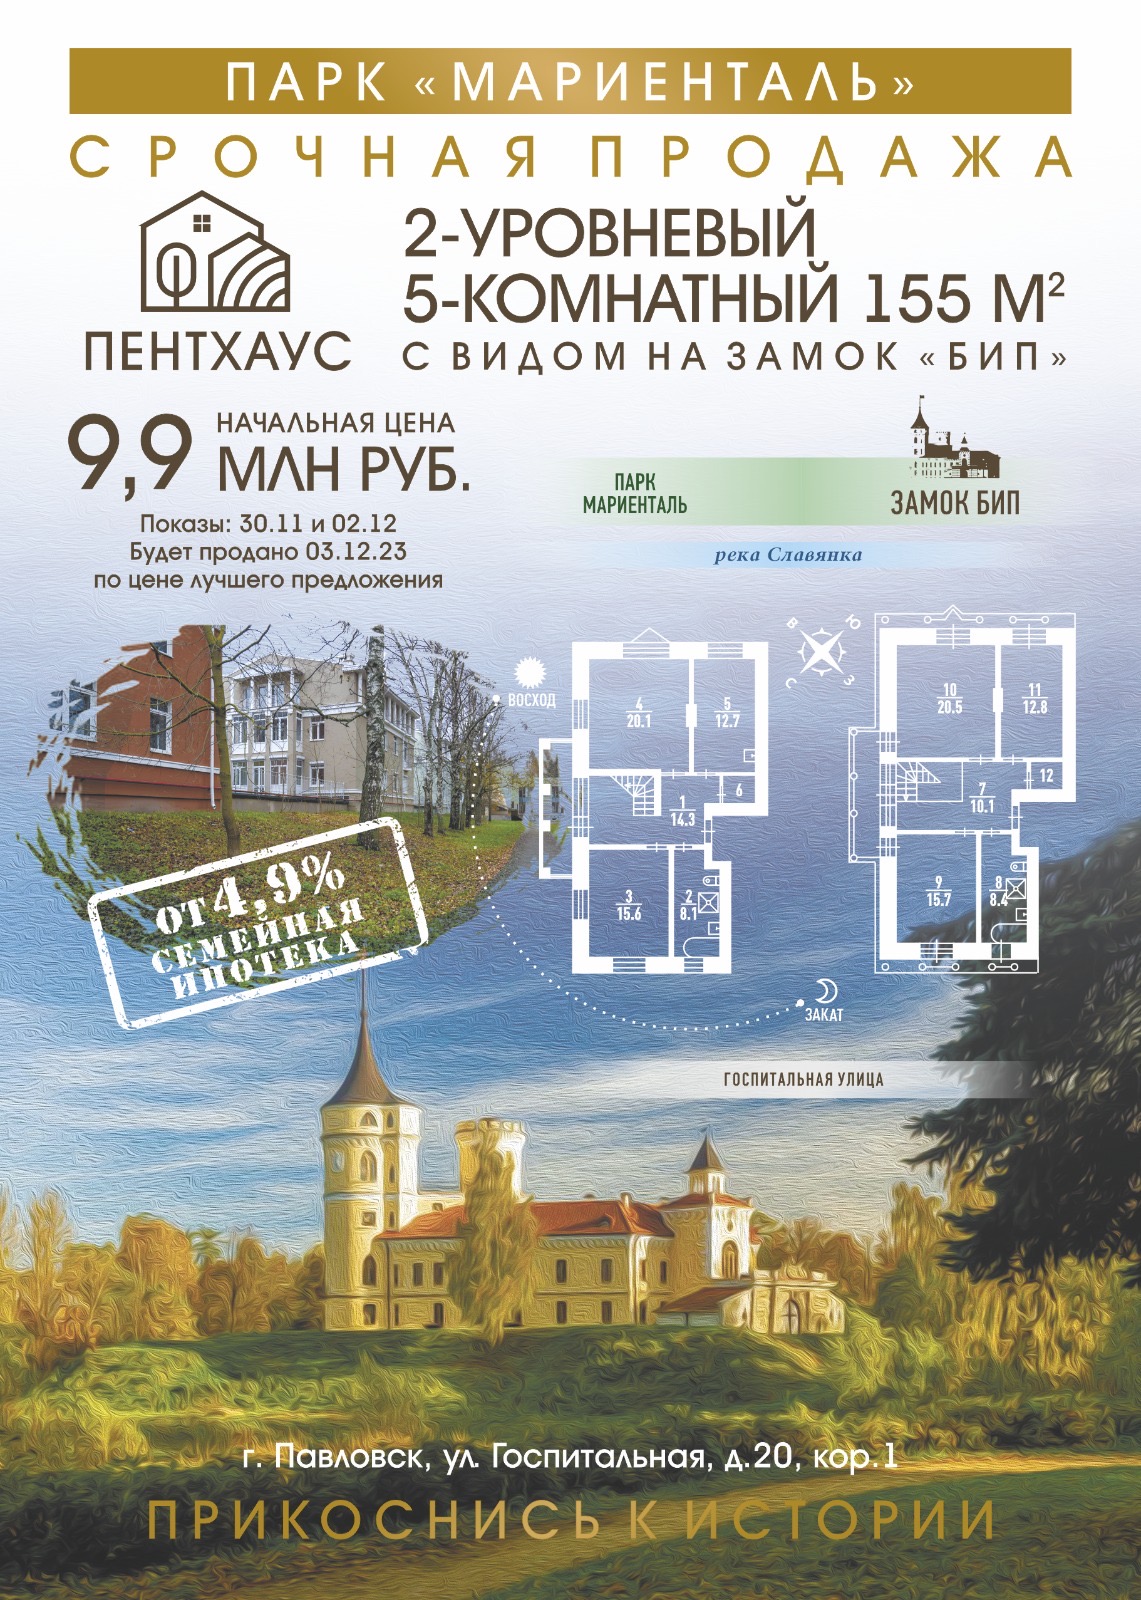 ПАРК «МАРИЕНТАЛЬ»
СРОЧНАЯ ПРОДАЖА
ПЕНТХАУС
2-УРОВНЕВЫЙ
5-КОМНАТНЫЙ 155 М²
С ВИДОМ НА ЗАМОК «БИП»
9,9
НАЧАЛЬНАЯ ЦЕНА
МЛН РУБ.
Показы: 30.11 и 02.12
Будет продано 03.12.23
по цене лучшего предложения
ПАРК
МАРИЕНТАЛЬ
ЗАМОК БИП
река Славянка
ВОСХОД
4
20.1
5
12.7
6
1
14.3
3
15.6
2
8.1
В
Ю
С
З
10
20.5
11
12.8
12
7
10.1
9
15.7
8
8.4
ЗАКАТ
ГОСПИТАЛЬНАЯ УЛИЦА
ОТ 4,9%
СЕМЕЙНАЯ
ИПОТЕКА
г. Павловск, ул. Госпитальная, д.20, кор.1
ПРИКОСНИСЬ К ИСТОРИИ